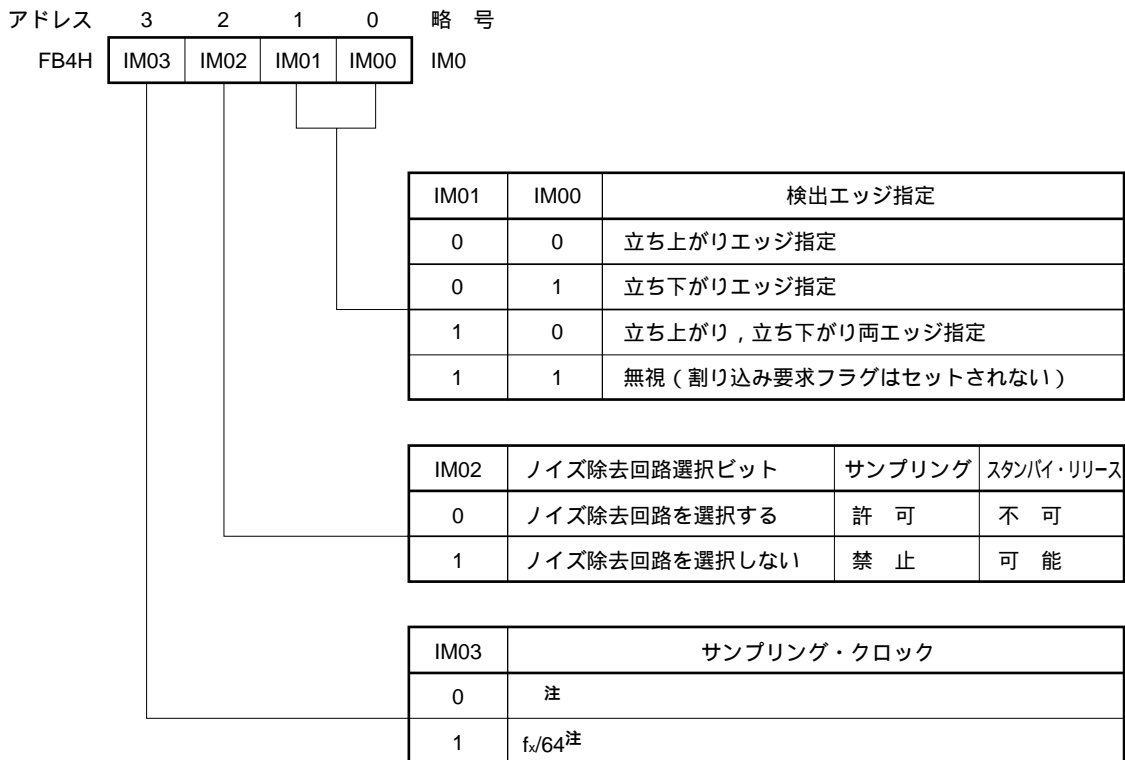 アドレス 3 2 1 0 略 号
FB4H IM03 IM02 IM01 IM00 IM0
IM01 IM00 検出エッジ指定
0 0 立ち上がりエッジ指定
0 1 立ち下がりエッジ指定
1 0 立ち上がり，立ち下がり両エッジ指定
1 1 無視（割り込み要求フラグはセットされない）
IM02 ノイズ除去回路選択ビット サンプリング スタンバイ・リリース
0 ノイズ除去回路を選択する 許 可 不 可
1 ノイズ除去回路を選択しない 禁 止 可 能
IM03 サンプリング・クロック
0 注
1 fx/64注